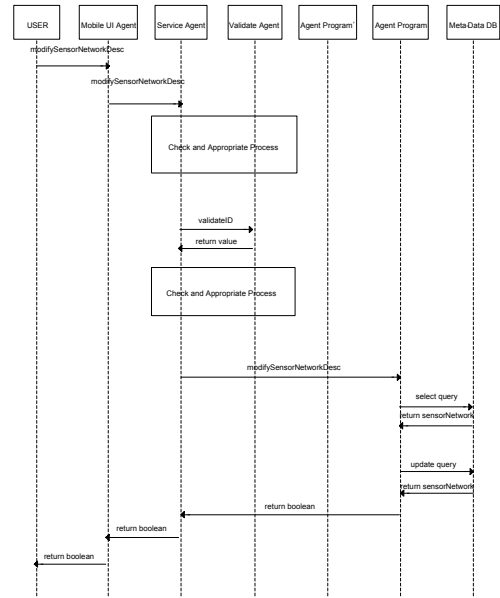 USER
Mobile UI Agent
Service Agent
Validate Agent
Agent Program`
Agent Program
Meta-Data DB
modifySensorNetworkDesc
modifySensorNetworkDesc
Check and Appropriate Process
validateID
return value
Check and Appropriate Process
modifySensorNetworkDesc
select query
return sensorNetwork
update query
return sensorNetwork
return boolean
return boolean
return boolean